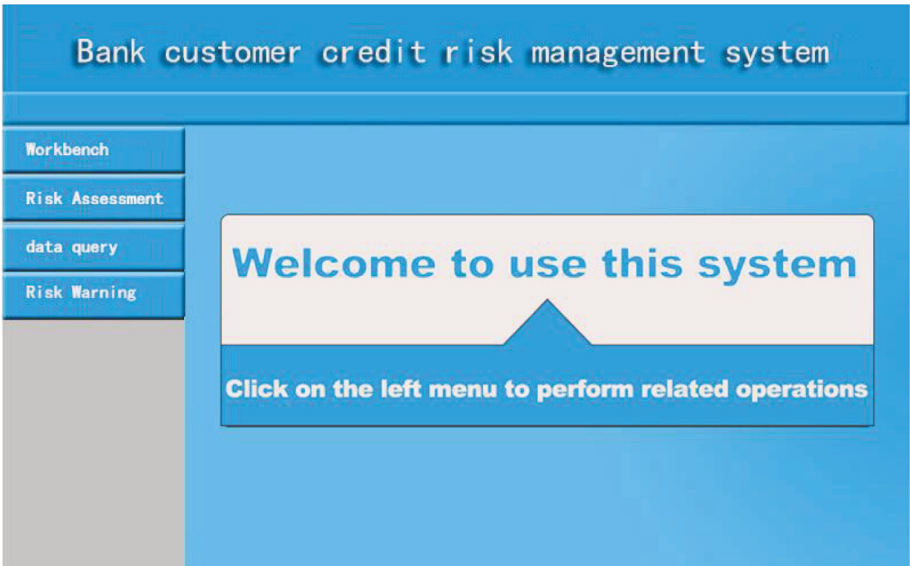 Bank customer credit risk management system
Workbench
Risk Assessment
data query
Risk Warning
Welcome to use this system
Click on the left menu to perform related operations